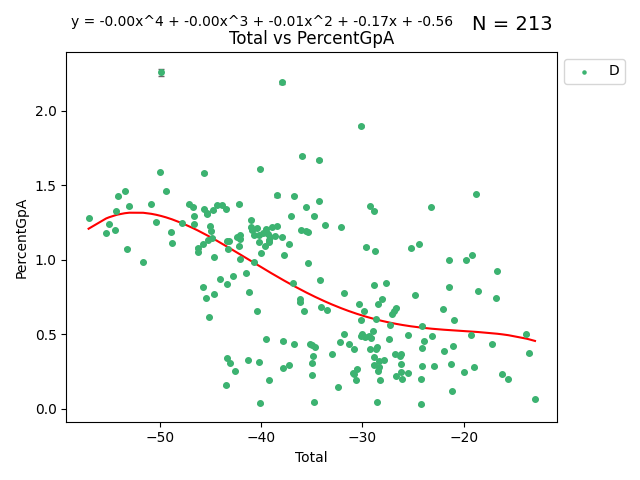 y = -0.00x^4 + -0.00x^3 + -0.01x^2 + -0.17x + -0.56
N = 213
Total vs PercentGpA
D
2.0
1.5
1.0
0.5
0.0
PercentGpA
−50
−40
−30
−20
Total